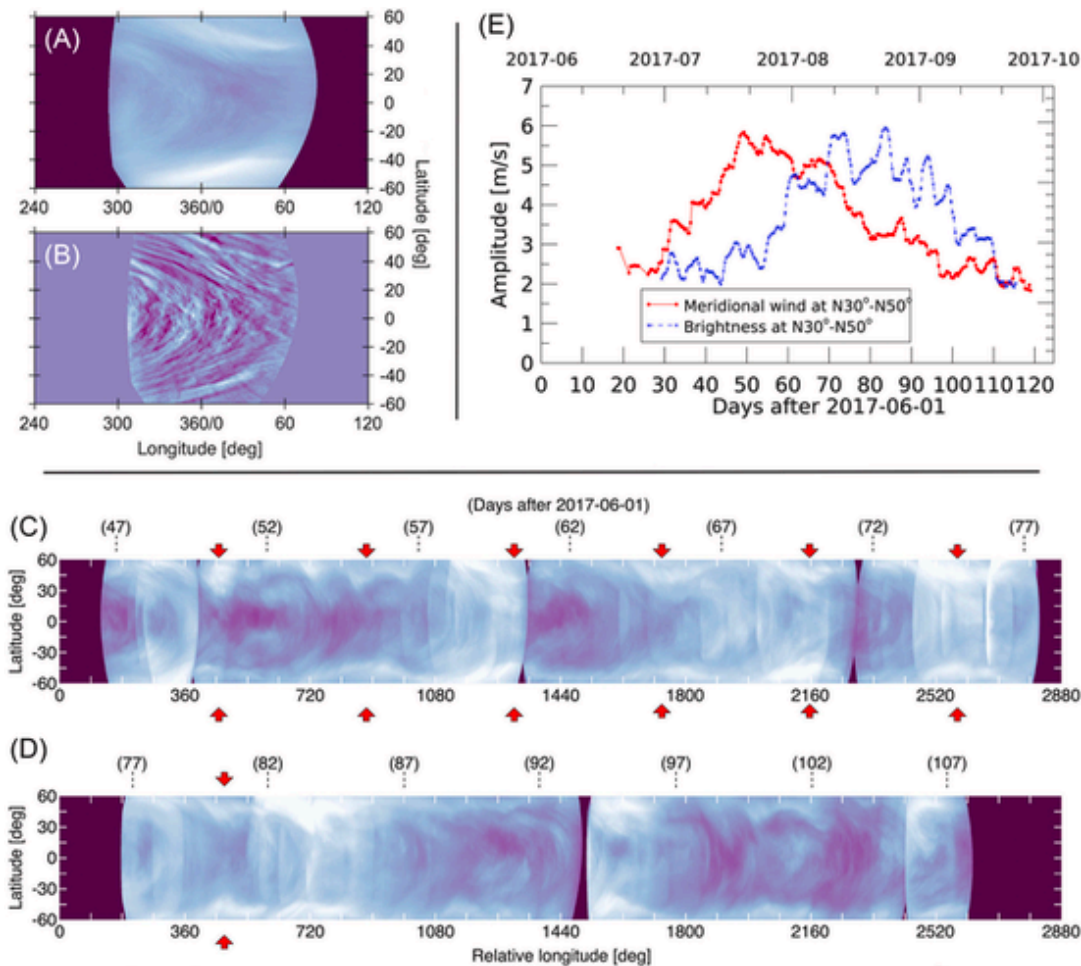 (A)
60
40
20
0
-20
-40
-60
240 300 360/0 60 120
Latitude [deg]
(B)
60
40
20
0
-20
-40
-60
240 300 360/0 60 120
Longitude [deg]
(E)
2017-06 2017-07 2017-08 2017-09 2017-10
Amplitude [m/s]
7
6
5
4
3
2
1
0
Meridional wind at N30°-N50°
Brightness at N30°-N50°
0 10 20 30 40 50 60 70 80 90 100 110 120
Days after 2017-06-01
(C)
(Days after 2017-06-01)
(47) (52) (57) (62) (67) (72) (77)
Latitude [deg]
60
30
0
-30
-60
0 360 720 1080 1440 1800 2160 2520 2880
(D)
(77) (82) (87) (92) (97) (102) (107)
Latitude [deg]
60
30
0
-30
-60
0 360 720 1080 1440 1800 2160 2520 2880
Relative longitude [deg]